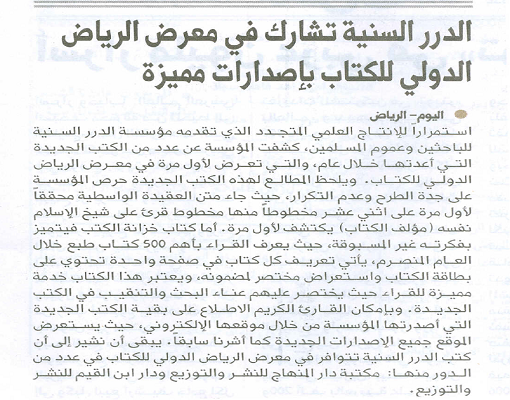 الدرر السنية تشارك في معرض الرياض
الدولي للكتاب بإصدارات مميزة
اليوم- الرياض
استمراراً للإنتاج العلمي المتجدد الذي تقدمه مؤسسة الدرر السنية
للباحثين وعموم المسلمين، كشفت المؤسسة عن عدد من الكتب الجديدة
التي أعدتها خلال عام، والتي تعرض لأول مرة في معرض الرياض
الدولي للكتاب. ويلحظ المطالع لهذه الكتب الجديدة حرص المؤسسة
على جدة الطرح وعدم التكرار، حيث جاء متن العقيدة الواسطية محققاً
لأول مرة على اثني عشر مخطوطاً منها مخطوط قرئ على شيخ الإسلام
نفسه (مؤلف الكتاب) يكتشف لأول مرة. أما كتاب خزانة الكتب فيتميز
بفكرته غير المسبوقة، حيث يعرف القراء بأهم 500 كتاب طبع خلال
العام المنصرم، يأتي تعريف كل كتاب في صفحة واحدة تحتوي على
بطاقة الكتاب واستعراض مختصر لمضمونه، ويعتبر هذا الكتاب خدمة
مميزة للقراء حيث يختصر عليهم عناء البحث والتنقيب في الكتب
الجديدة. وبإمكان القارئ الكريم الاطلاع على بقية الكتب الجديدة
التي أصدرتها المؤسسة من خلال موقعها الإلكتروني، حيث يستعرض
الموقع جميع الاصدارات الجديدة كما أشرنا سابقاً. يبقى أن نشير إلى أن
كتب الدرر السنية تتوافر في معرض الرياض الدولي للكتاب في عدد من
الدور منها: مكتبة دار المنهاج للنشر والتوزيع ودار ابن القيم للنشر
والتوزيع.